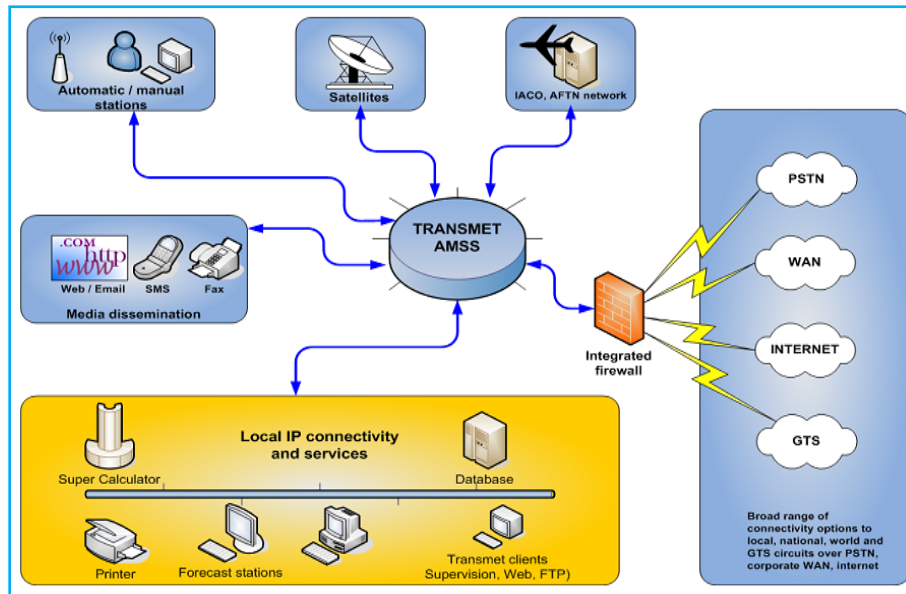 Automatic / manual
stations
Satellites
IACO, AFTN network
TRANSMET
AMSS
.COM
http
www
Web / Email
SMS
Fax
Media dissemination
Integrated
firewall
PSTN
WAN
INTERNET
GTS
Broad range of
connectivity options to
local, national, world and
GTS circuits over PSTN,
corporate WAN, internet
Local IP connectivity
and services
Super Calculator
Database
Printer
Forecast stations
Transmet clients
Supervision, Web, FTP)